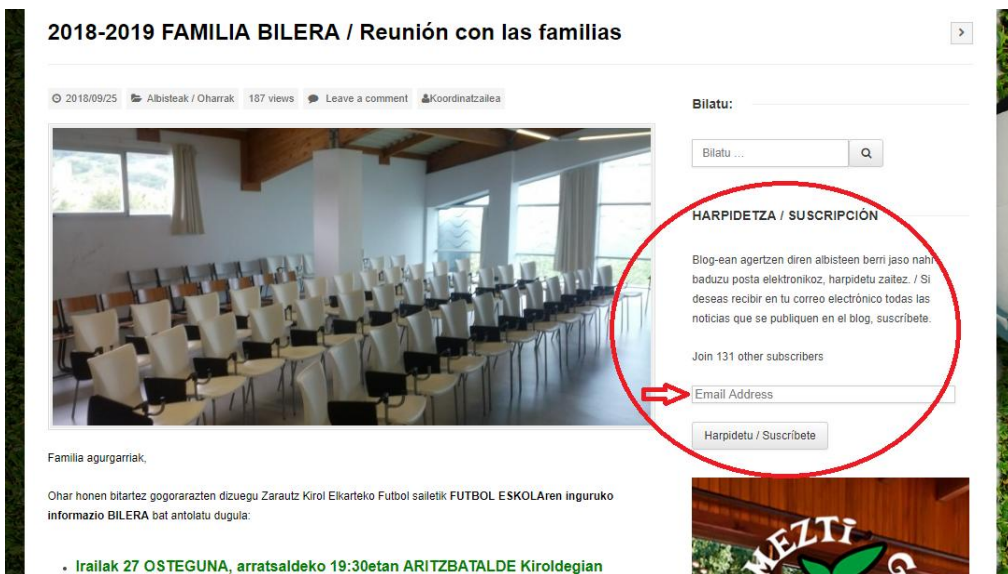 2018-2019 FAMILIA BILERA / Reunión con las familias
2018/09/25 Albisteak / Oharrak 187 views Leave a comment Koordinatzailea
Familia agurgarriak,
Ohar honen bitartez gogorarazten dizuegu Zarautz Kirol Elkarteko Futbol sailetik FUTBOL ESKOLAren inguruko
informazio BILERA bat antolatu dugula:
Irailak 27 OSTEGUNA, arratsaldeko 19:30etan ARITZBATALDE Kiroldegian
Bilatu:
Bilatu ...
HARPIDETZA / SUSCRIPCIÓN
Blog-ean agertzen diren albisteen berri jaso nahi
baduzu posta elektronikoz, harpidetu zaitez. / Si
deseas recibir en tu correo electrónico todas las
noticias que se publiquen en el blog, suscríbete.
Join 131 other subscribers
Email Address
Harpidetu / Suscríbete